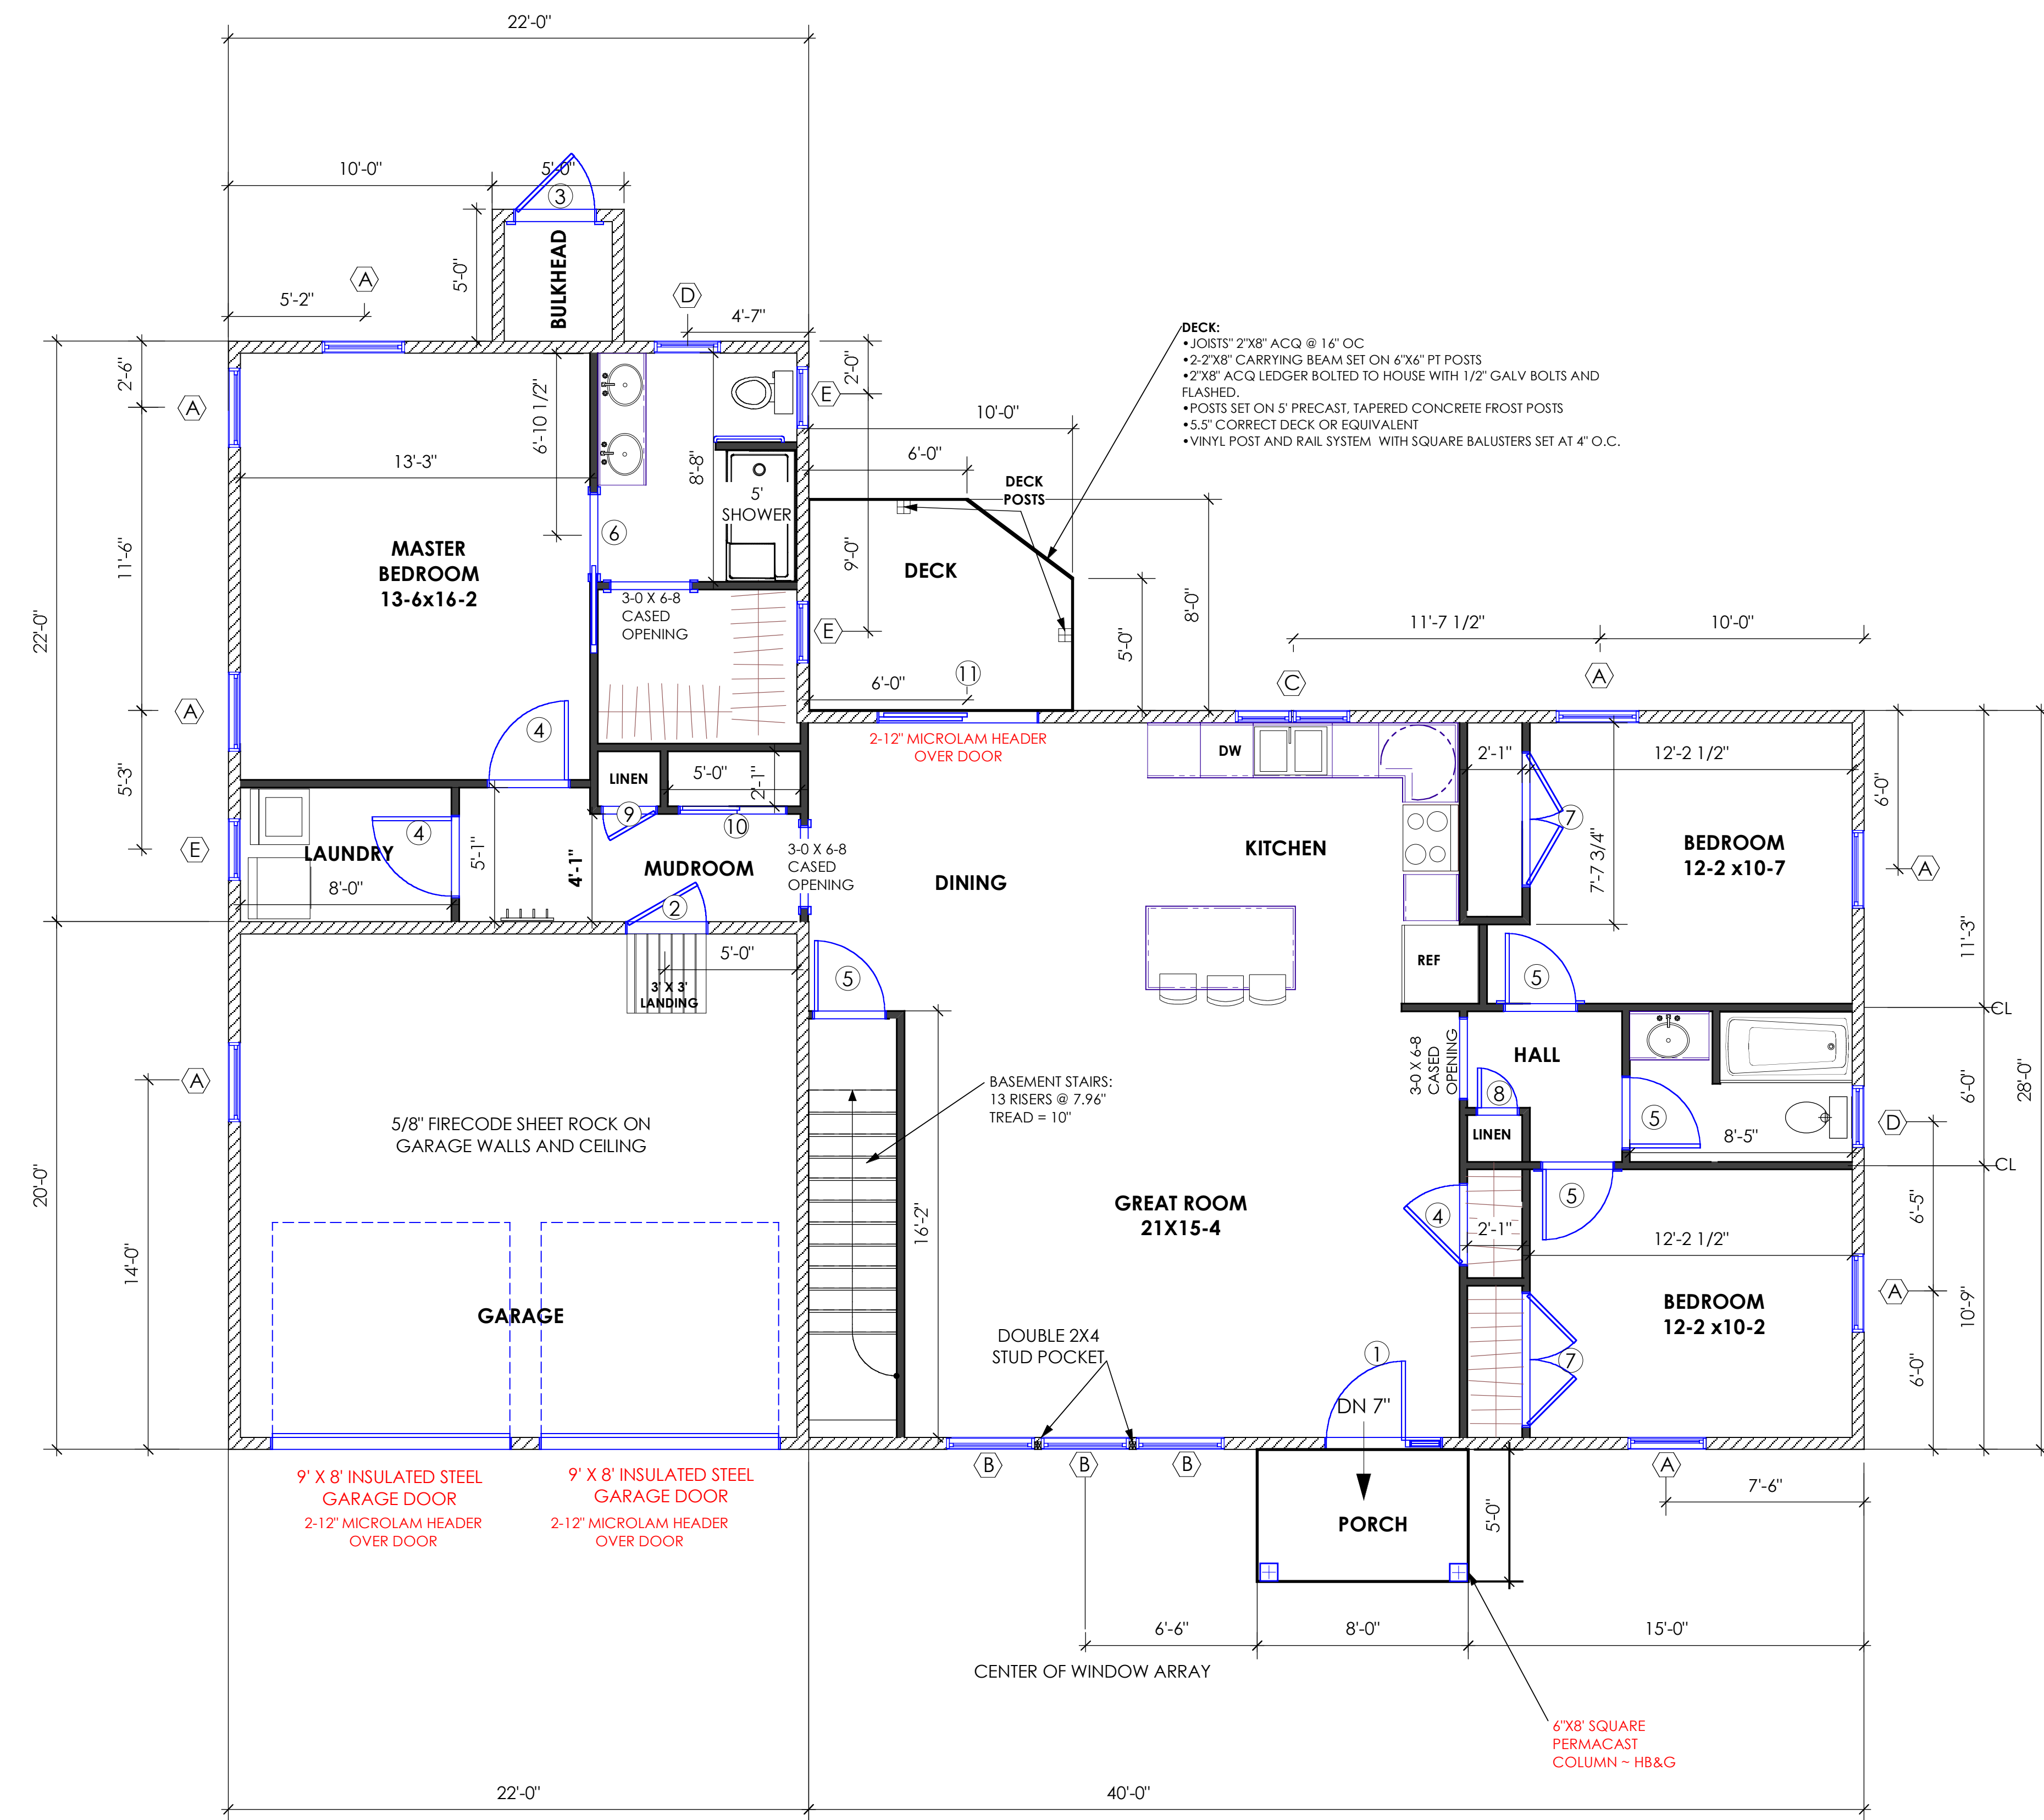 22'-0"
10'-0"
5'-0"
3
BULKHEAD
5'-0"
A
5'-2"
D
4'-7"
DECK:
•JOISTS" 2"X8" ACQ @ 16" OC
•2-2"X8" CARRYING BEAM SET ON 6"X6" PT POSTS
•2"X8" ACQ LEDGER BOLTED TO HOUSE WITH 1/2" GALV BOLTS AND
FLASHED.
•POSTS SET ON 5' PRECAST, TAPERED CONCRETE FROST POSTS
•5.5" CORRECT DECK OR EQUIVALENT
•VINYL POST AND RAIL SYSTEM WITH SQUARE BALUSTERS SET AT 4" O.C.
2'-6"
A
11'-6"
A
5'-3"
E
22'-0"
13'-3"
6'-10 1/2"
8'-8"
5'
SHOWER
E
2'-0"
9'-0"
E
10'-0"
6'-0"
DECK
POSTS
MASTER
BEDROOM
13-6x16-2
6
DECK
3-0 X 6-8
CASED
OPENING
8'-0"
5'-0"
6'-0"
11
2-12" MICROLAM HEADER
OVER DOOR
11'-7 1/2"
10'-0"
C
A
4
LINEN
5'-0"
2'-1"
9
10
DW
2'-1"
12'-2 1/2"
6'-0"
7
7'-7 3/4"
BEDROOM
12-2 x10-7
A
11'-3"
LAUNDRY
4
8'-0"
5'-1"
4'-1"
MUDROOM
2
3-0 X 6-8
CASED
OPENING
DINING
KITCHEN
REF
5
5'-0"
3' X 3'
LANDING
5
CL
HALL
3-0 X 6-8
CASED
OPENING
8
LINEN
5
8'-5"
D
6'-0"
28'-0"
CL
A
14'-0"
20'-0"
5/8" FIRECODE SHEET ROCK ON
GARAGE WALLS AND CEILING
BASEMENT STAIRS:
13 RISERS @ 7.96"
TREAD = 10"
16'-2"
GREAT ROOM
21X15-4
4
2'-1"
5
12'-2 1/2"
6'-5"
A
10'-9"
BEDROOM
12-2 x10-2
7
6'-0"
GARAGE
DOUBLE 2X4
STUD POCKET
1
DN 7"
B
B
B
A
7'-6"
9' X 8' INSULATED STEEL
GARAGE DOOR
2-12" MICROLAM HEADER
OVER DOOR
9' X 8' INSULATED STEEL
GARAGE DOOR
2-12" MICROLAM HEADER
OVER DOOR
PORCH
5'-0"
6'-6"
8'-0"
15'-0"
CENTER OF WINDOW ARRAY
6"X8' SQUARE
PERMACAST
COLUMN ~ HB&G
22'-0"
40'-0"